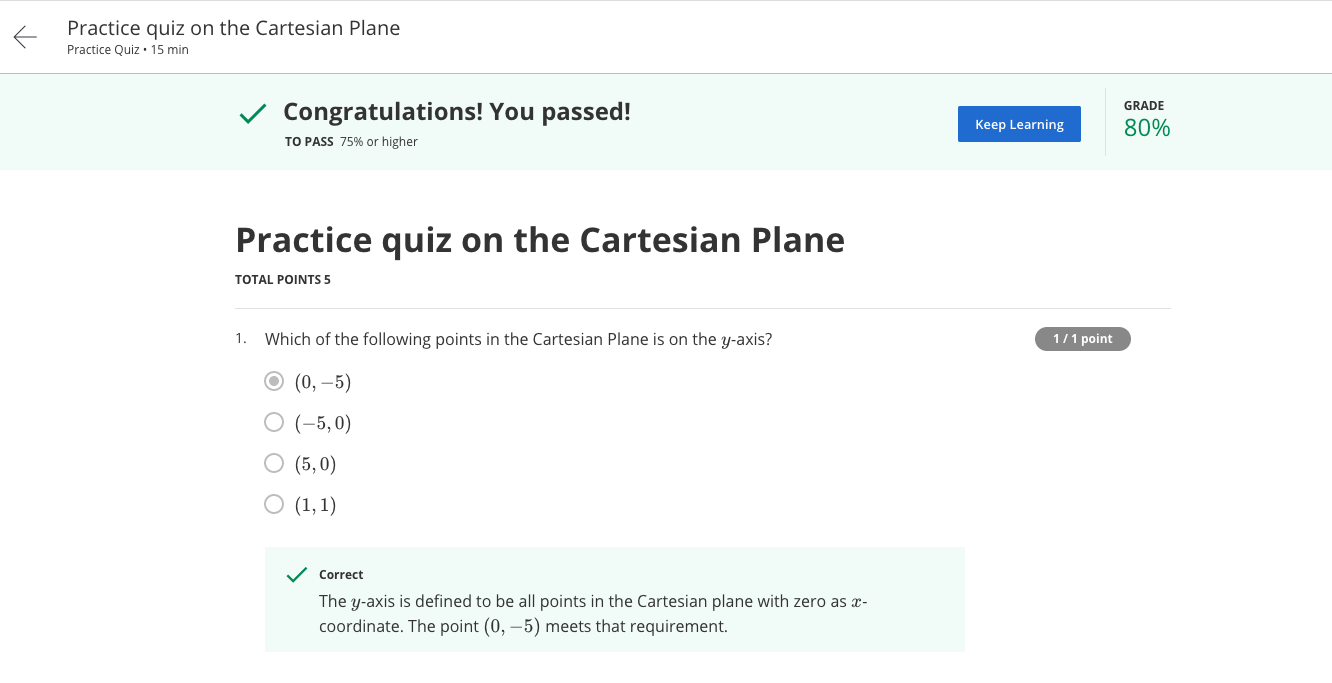 Practice quiz on the Cartesian Plane
Practice Quiz • 15 min
Congratulations! You passed!
TO PASS 75% or higher
Keep Learning
GRADE
80%
Practice quiz on the Cartesian Plane
TOTAL POINTS 5
1. Which of the following points in the Cartesian Plane is on the y-axis?
1 / 1 point
(0, −5)
(−5, 0)
(5, 0)
(1, 1)
Correct
The y-axis is defined to be all points in the Cartesian plane with zero as x-
coordinate. The point (0, −5) meets that requirement.